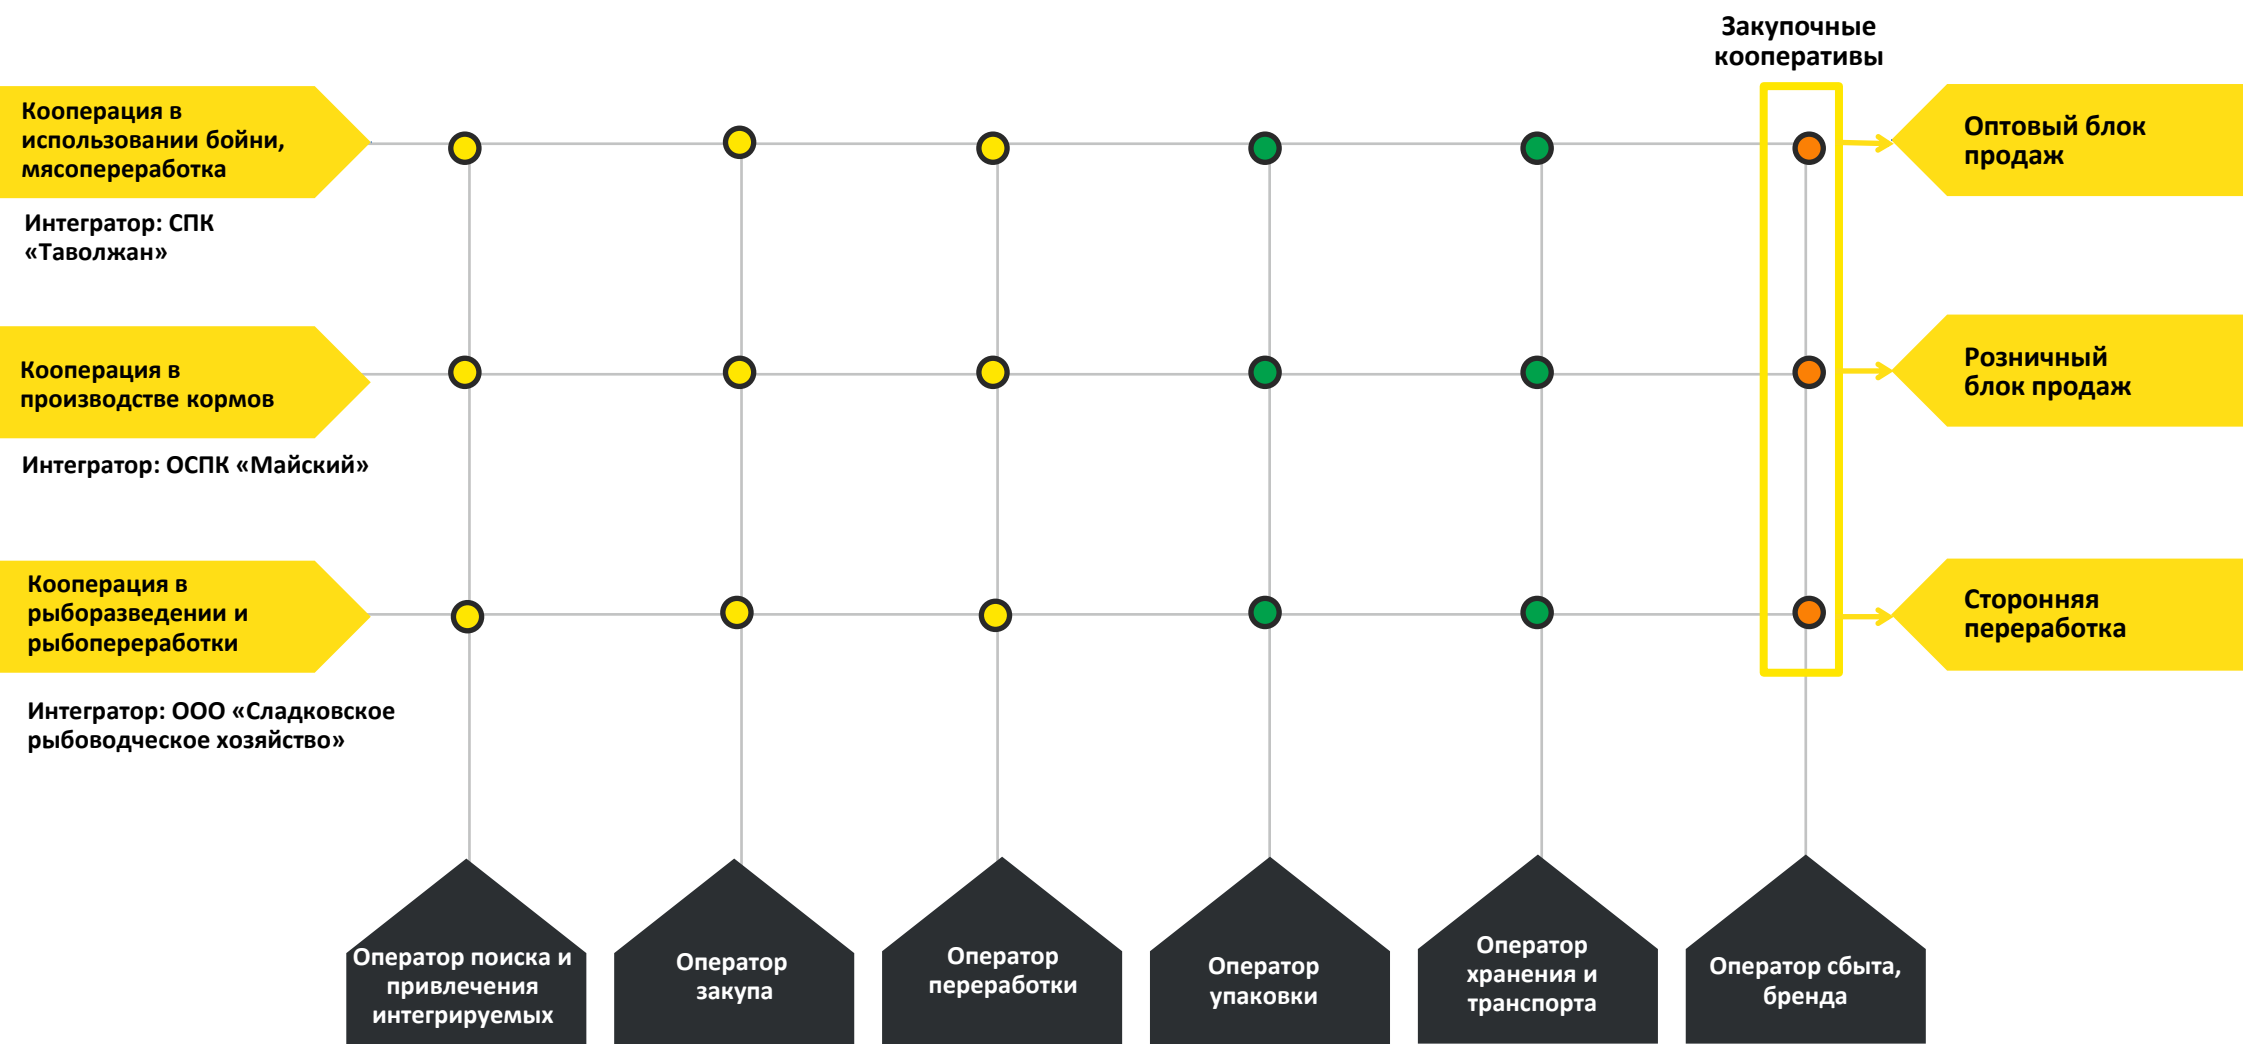 Закупочные
кооперативы
Кооперация в
использовании бойни,
мясопереработка
Оптовый блок
продаж
Интегратор: СПК
«Таволжан»
Кооперация в
производстве кормов
Розничный
блок продаж
Интегратор: ОСПК «Майский»
Кооперация в
рыборазведении и
рыбопереработки
Сторонняя
переработка
Интегратор: ООО «Сладковское
рыбоводческое хозяйство»
Оператор поиска и
привлечения
интегрируемых
Оператор
закупа
Оператор
переработки
Оператор
упаковки
Оператор
хранения и
транспорта
Оператор сбыта,
бренда